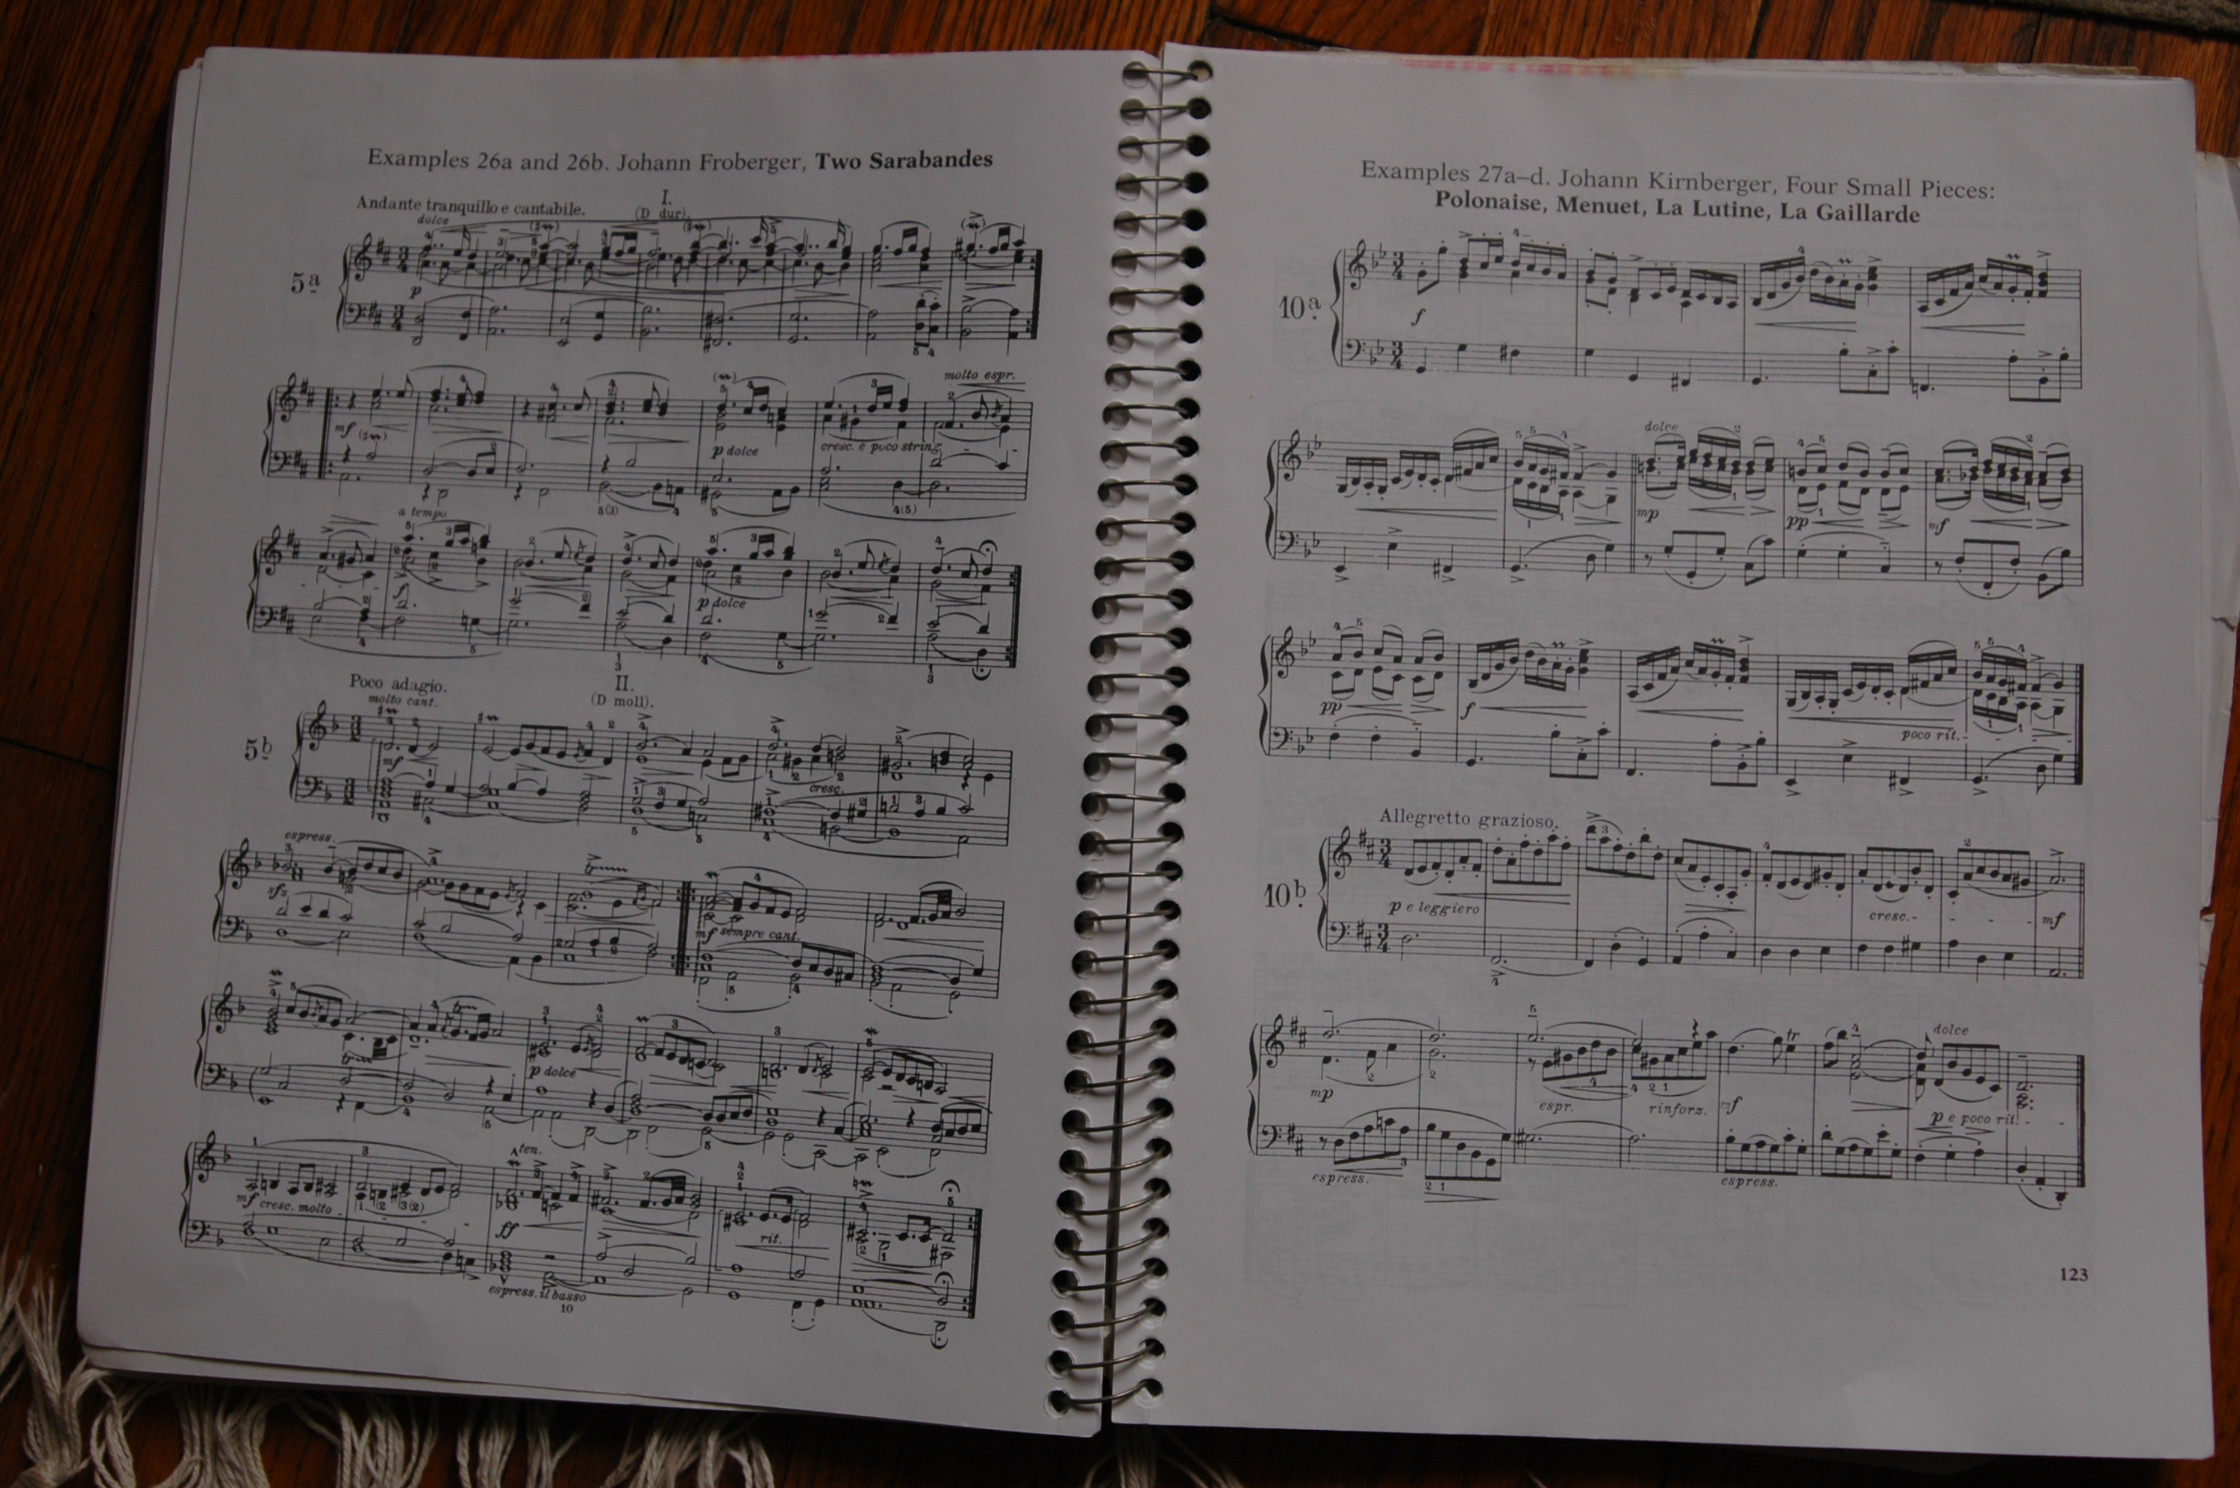 Examples 26a and 26b. Johann Froberger, Two Sarabandes
I.
(D dur)
Andante tranquillo e cantabile.
dolce
5a
p
molto espr.
mf
p dolce
cresc. e poco string.
a tempo.
p dolce
II.
(D moll).
Poco adagio.
molto cant.
5b
mf
cresc.
espress.
sfz
mf sempre cant.
p dolce
ten.
mf cresc. molto
ff
rit.
espress. il basso
Examples 27a–d. Johann Kirnberger, Four Small Pieces:
Polonaise, Menuet, La Lutine, La Gaillarde
10a
f
dolce
mp
pp
mf
pp
f
poco rit.
Allegretto grazioso.
10b
p e leggiero
cresc.
mf
dolce
mp
espr.
rinforz.
mf
p e poco rit.
espress.
espress.
123